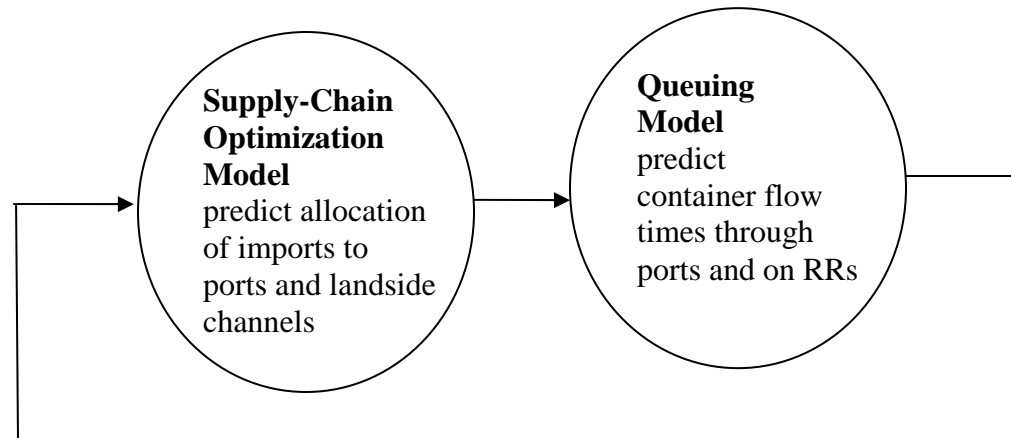 Supply-Chain
Optimization
Model
predict allocation
of imports to
ports and landside
channels
Queuing
Model
predict
container flow
times through
ports and on RRs